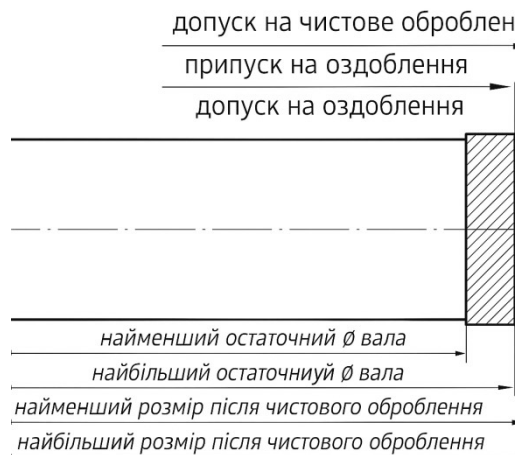 допуск на чистове оброблен
припуск на оздоблення
допуск на оздоблення
найменший остаточний ø вала
найбільший остаточниуй ø вала
найменший розмір після чистового оброблення
найбільший розмір після чистового оброблення